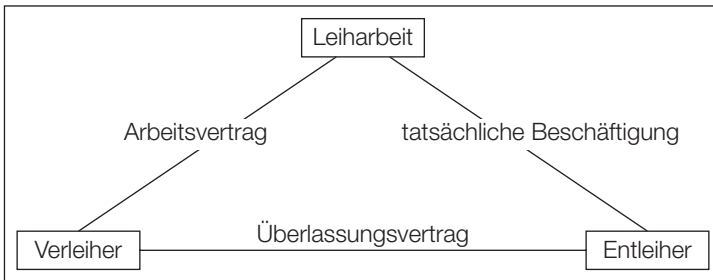 Leiharbeit
Arbeitsvertrag
tatsächliche Beschäftigung
Überlassungsvertrag
Verleiher
Entleiher